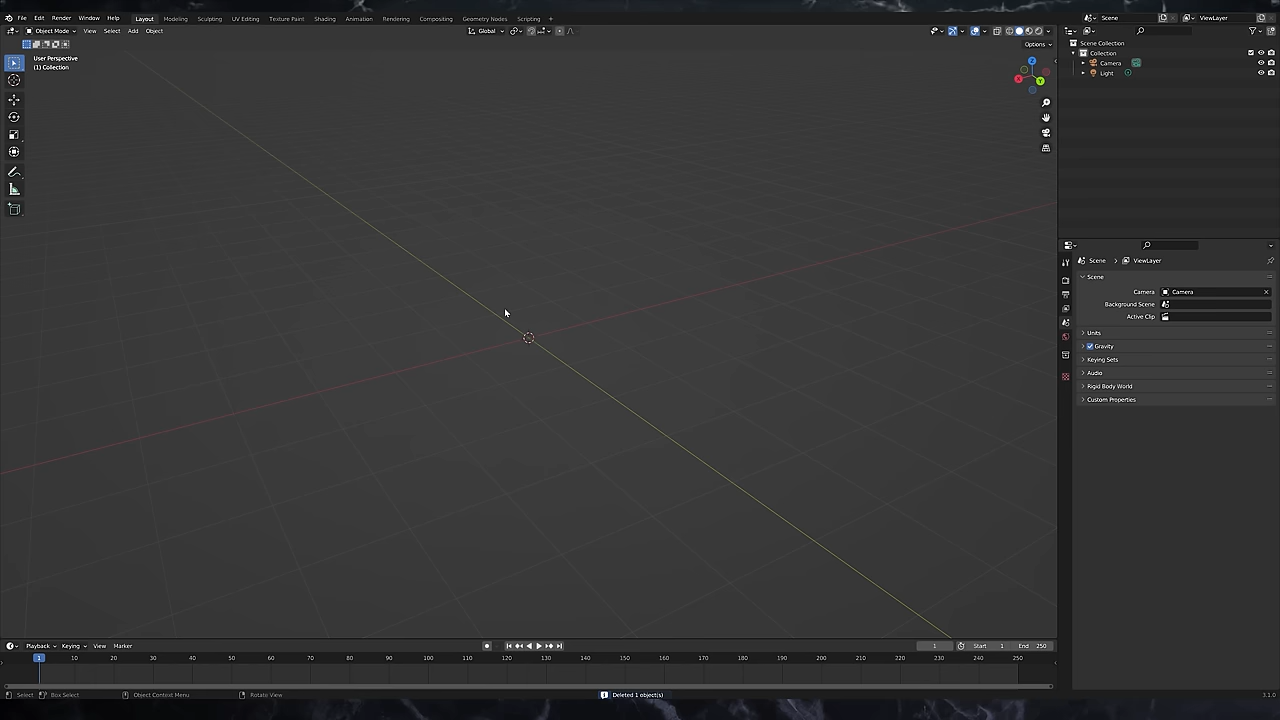 File Edit Render Window Help Layout Modeling Sculpting UV Editing Texture Paint Shading Animation Rendering Compositing Geometry Nodes Scripting + Scene ViewLayer
Object Mode View Select Add Object Global
Options
User Perspective
(1) Collection
Z
X
Y
Scene Collection
Collection
Camera
Light
Scene > ViewLayer
Scene
Camera Camera
Background Scene
Active Clip
Units
Gravity
Keying Sets
Audio
Rigid Body World
Custom Properties
Playback Keying View Marker 1 Start 1 End 250
1 10 20 30 40 50 60 70 80 90 100 110 120 130 140 150 160 170 180 190 200 210 220 230 240 250
Select Box Select Object Context Menu Rotate View Deleted 1 object(s) 3.1.0